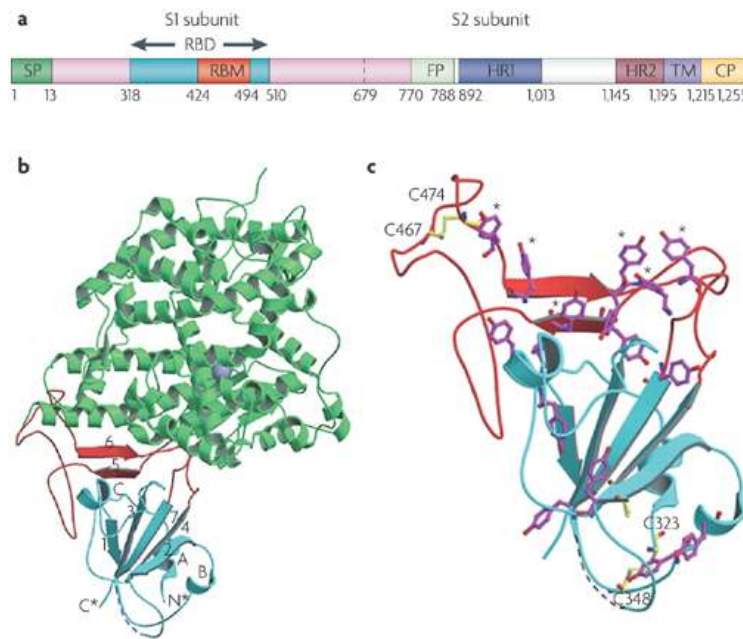 a
S1 subunit
S2 subunit
RBD
SP
RBM
FP
HR1
HR2
TM
CP
1 13 318 424 494 510 679 770 788 892 1,013 1,145 1,195 1,215 1,255
b
6
5
C
3
7
4
1
2
A
B
C*
N*
c
C474
C467
*
*
*
*
*
*
C323
C348